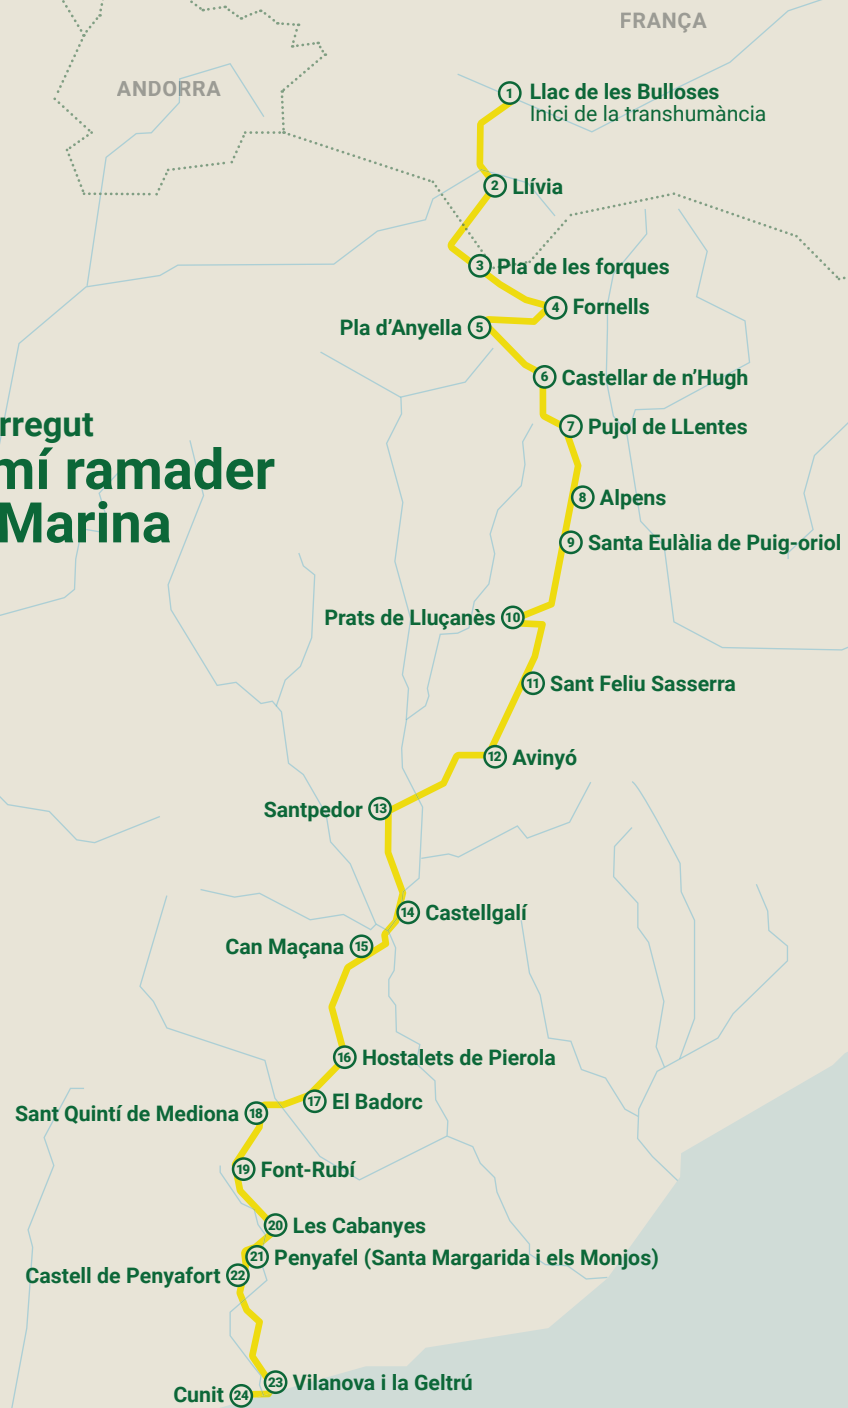 FRANÇA
ANDORRA
1 Llac de les Bulloses
Inici de la transhumància
2 Llívia
3 Pla de les forques
4 Fornells
Pla d’Anyella 5
6 Castellar de n’Hugh
rregut
mí ramader
Marina
7 Pujol de LLentes
8 Alpens
9 Santa Eulàlia de Puig-oriol
Prats de Lluçanès 10
11 Sant Feliu Sasserra
12 Avinyó
Santpedor 13
14 Castellgalí
Can Maçana 15
16 Hostalets de Pierola
17 El Badorc
Sant Quintí de Mediona 18
19 Font-Rubí
20 Les Cabanyes
21 Penyafel (Santa Margarida i els Monjos)
Castell de Penyafort 22
23 Vilanova i la Geltrú
Cunit 24